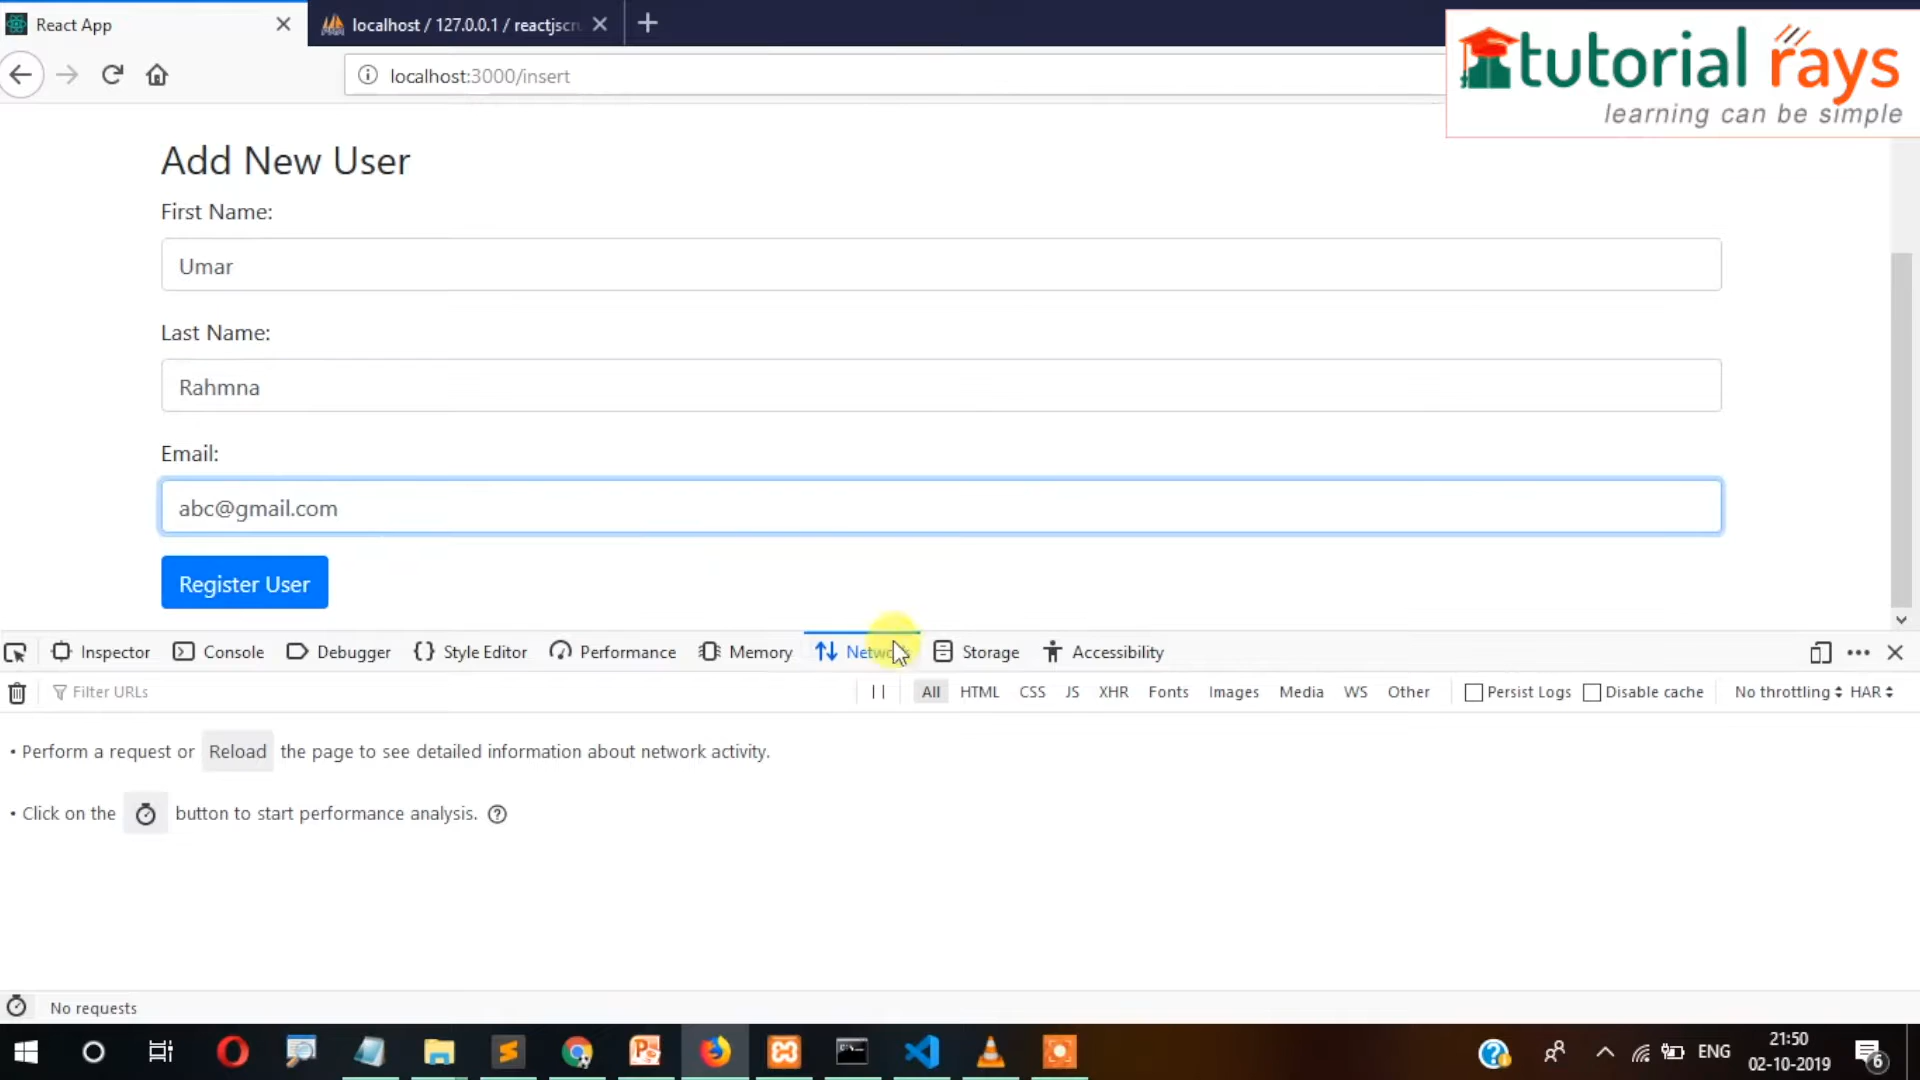 React App
localhost / 127.0.0.1 / reactjscru
localhost:3000/insert
tutorial rays
learning can be simple
Add New User
First Name:
Umar
Last Name:
Rahmna
Email:
abc@gmail.com
Register User
Inspector Console Debugger {} Style Editor Performance Memory Storage Accessibility
Filter URLs All HTML CSS JS XHR Fonts Images Media WS Other Persist Logs Disable cache No throttling HAR
• Perform a request or Reload the page to see detailed information about network activity.
• Click on the button to start performance analysis.
No requests
ENG
21:50
02-10-2019
6